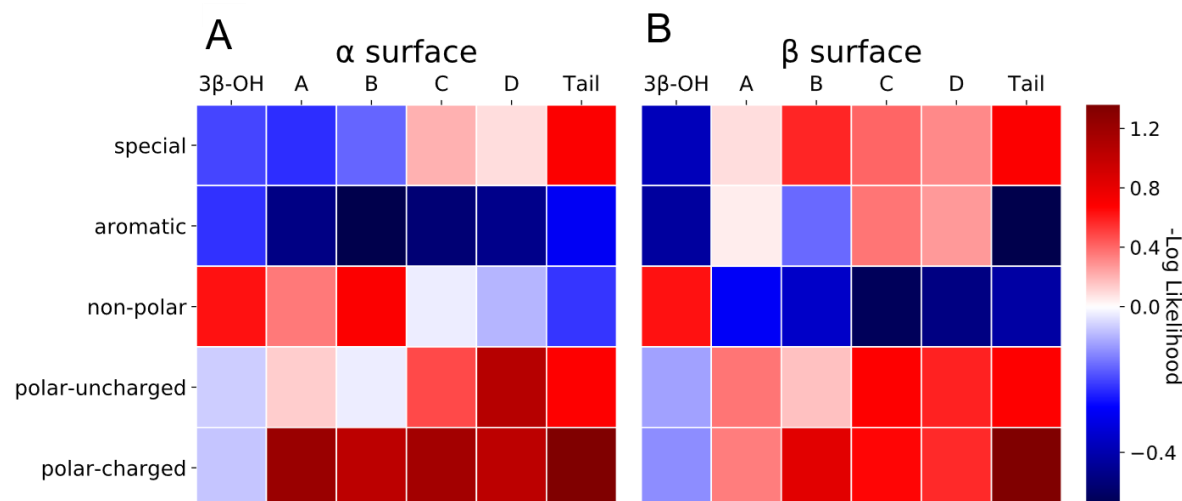 A
B
α surface
β surface
3β-OH A B C D Tail
3β-OH A B C D Tail
special
aromatic
non-polar
polar-uncharged
polar-charged
1.2
0.8
0.4
0.0
−0.4
-Log Likelihood